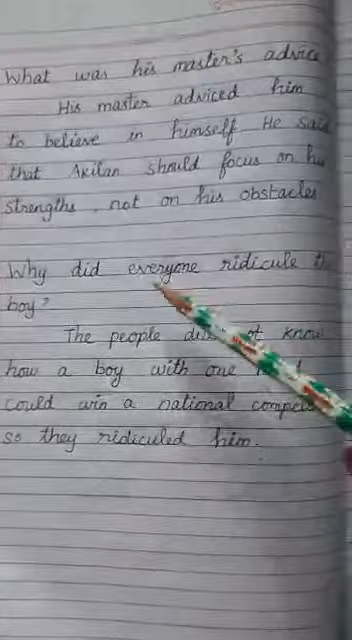 What was his master's advice
His master adviced him
to believe in himself He said
that Akilan should focus on his
strengths, not on his obstacles
Why did everyone ridicule the
boy?
The people know
how a boy with one
could win a national
so they ridiculed him.